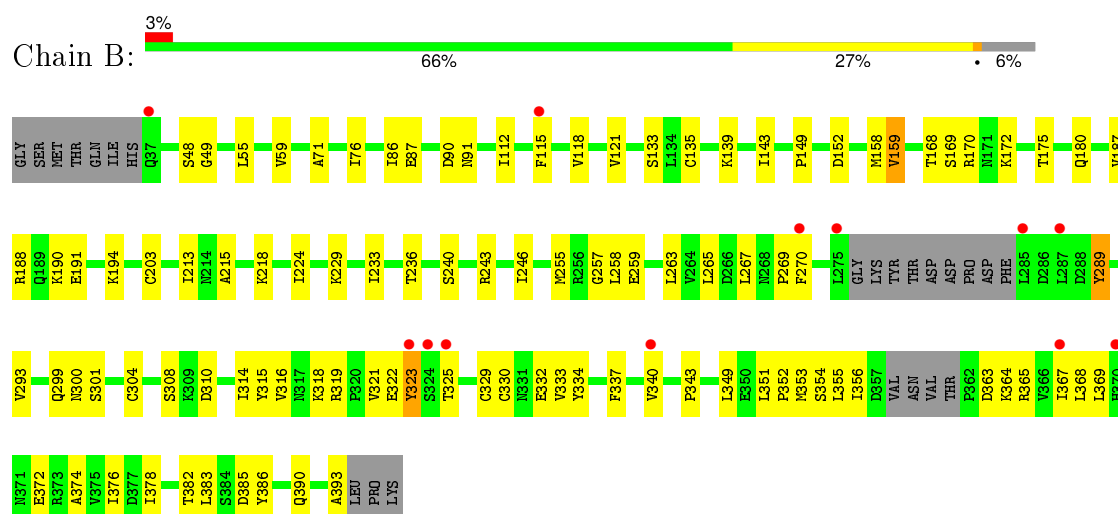 3%
Chain B:
66% 27% • 6%
GLY SER MET THR GLN ILE HIS Q37 S48 G49 L55 V59 A71 I76 I86 E87 D90 N91 I112 F115 V118 V121 S133 L134 C135 K139 I143 P149 D152 M158 V159 T168 S169 R170 N171 K172 T175 Q180 V187
R188 Q189 K190 E191 K194 C203 I213 N214 A215 K218 I224 K229 I233 T236 S240 R243 I246 M255 R256 G257 L258 E259 L263 V264 L265 D266 L267 N268 P269 F270 L275 GLY LYS TYR THR ASP ASP PRO ASP PHE L285 D286 L287 D288 Y289
V293 Q299 N300 S301 C304 S308 K309 D310 I314 Y315 V316 N317 K318 R319 P320 V321 E322 Y323 S324 T325 C329 C330 N331 E332 V333 Y334 F337 V340 P343 L349 E350 L351 P352 M353 S354 L355 I356 D357 VAL ASN VAL THR P362 D363 K364 R365 V366 I367 L368 L369 H370
N371 E372 R373 A374 V375 I376 D377 I378 T382 L383 S384 D385 Y386 Q390 A393 LEU PRO LYS